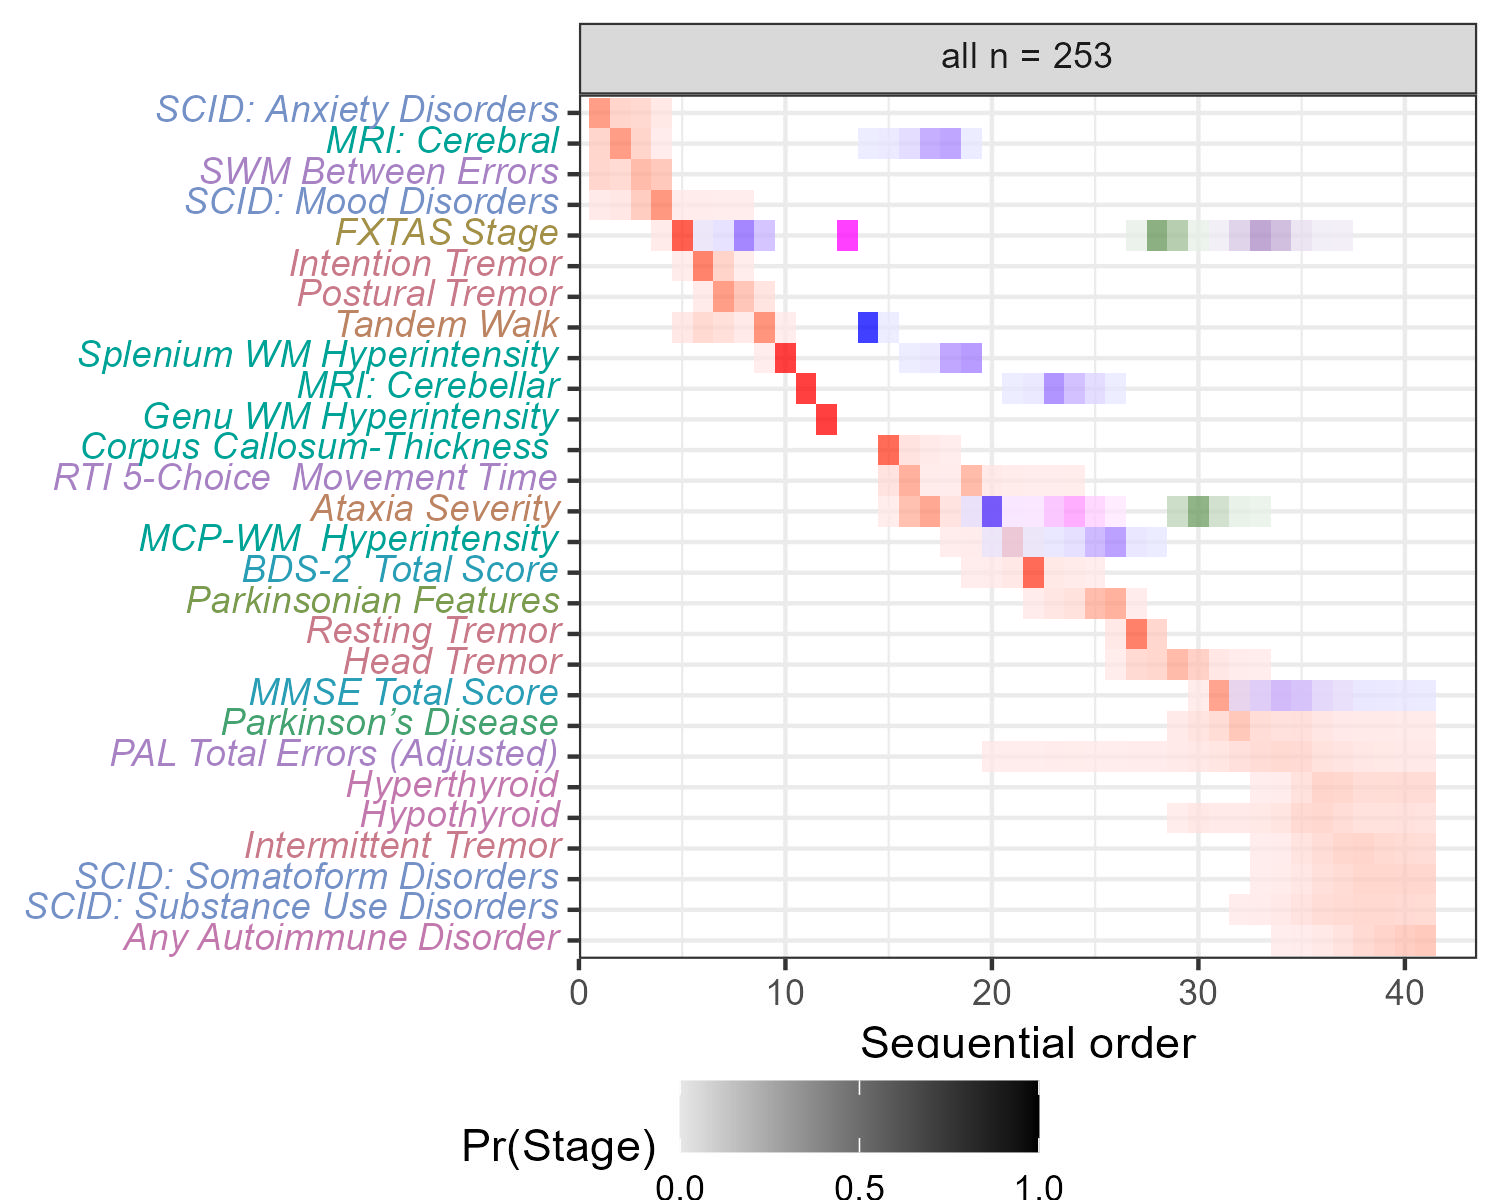 all n = 253
SCID: Anxiety Disorders
MRI: Cerebral
SWM Between Errors
SCID: Mood Disorders
FXTAS Stage
Intention Tremor
Postural Tremor
Tandem Walk
Splenium WM Hyperintensity
MRI: Cerebellar
Genu WM Hyperintensity
Corpus Callosum-Thickness
RTI 5-Choice  Movement Time
Ataxia Severity
MCP-WM  Hyperintensity
BDS-2  Total Score
Parkinsonian Features
Resting Tremor
Head Tremor
MMSE Total Score
Parkinson’s Disease
PAL Total Errors (Adjusted)
Hyperthyroid
Hypothyroid
Intermittent Tremor
SCID: Somatoform Disorders
SCID: Substance Use Disorders
Any Autoimmune Disorder
0 10 20 30 40
Sequential order
Pr(Stage)
0.0 0.5 1.0